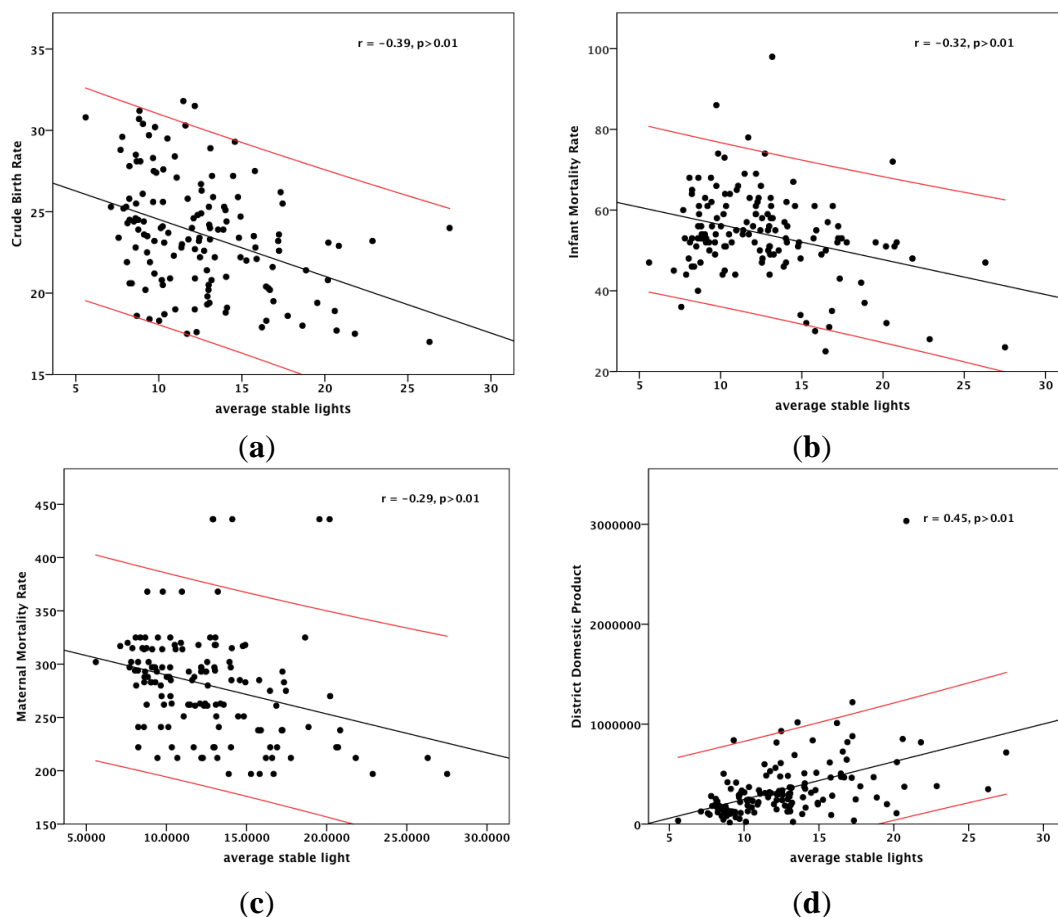 r = -0.39, p>0.01
35
30
25
20
15
Crude Birth Rate
5 10 15 20 25 30
average stable lights
(a)
r = -0.32, p>0.01
100
80
60
40
20
Infant Mortality Rate
5 10 15 20 25 30
average stable lights
(b)
r = -0.29, p>0.01
450
400
350
300
250
200
150
Maternal Mortality Rate
5.0000 10.0000 15.0000 20.0000 25.0000 30.0000
average stable light
(c)
r = 0.45, p>0.01
3000000
2000000
1000000
0
District Domestic Product
5 10 15 20 25 30
average stable lights
(d)